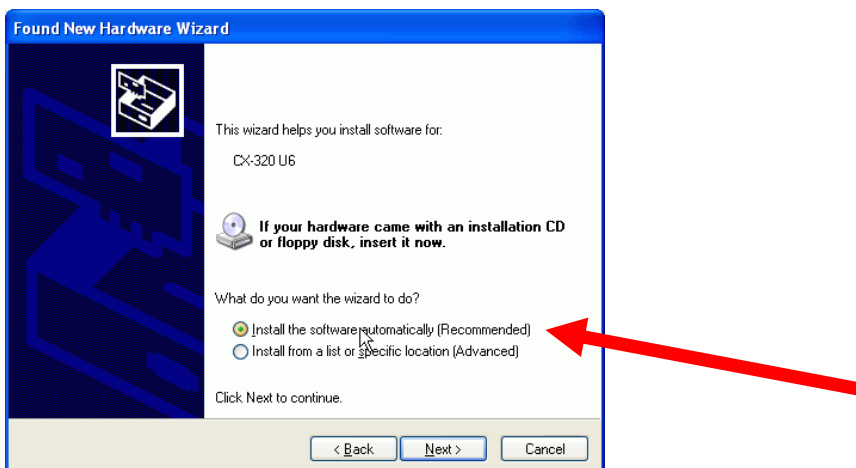 Found New Hardware Wizard
This wizard helps you install software for:
CX-320 U6
If your hardware came with an installation CD
or floppy disk, insert it now.
What do you want the wizard to do?
Install the software automatically (Recommended)
Install from a list or specific location (Advanced)
Click Next to continue.
< Back Next > Cancel